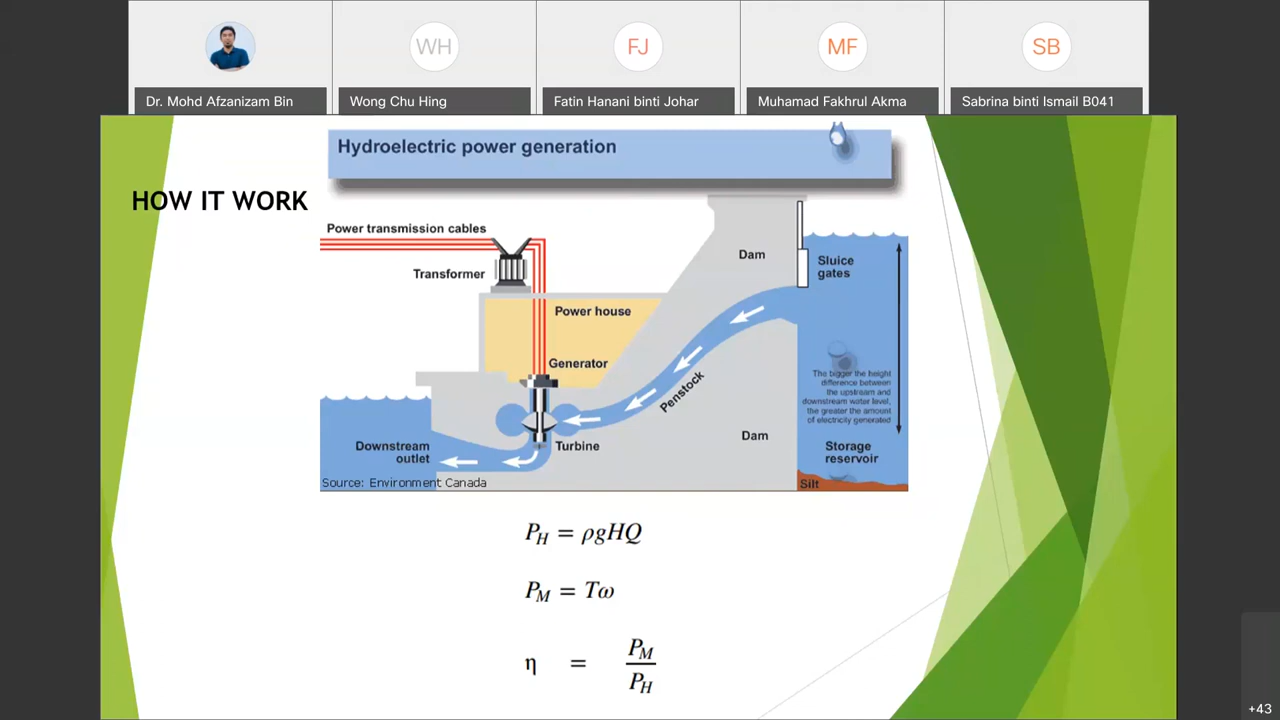 WH
FJ
MF
SB
Dr. Mohd Afzanizam Bin
Wong Chu Hing
Fatin Hanani binti Johar
Muhamad Fakhrul Akma
Sabrina binti Ismail B041
Hydroelectric power generation
HOW IT WORK
Power transmission cables
Transformer
Power house
Generator
Dam
Sluice
gates
Penstock
The bigger the height
difference between
the upstream and
downstream water level,
the greater the amount
of electricity generated
Downstream
outlet
Turbine
Dam
Storage
reservoir
Source: Environment Canada
Silt
P_H = ρgHQ
P_M = Tω
η = P_M / P_H
+43